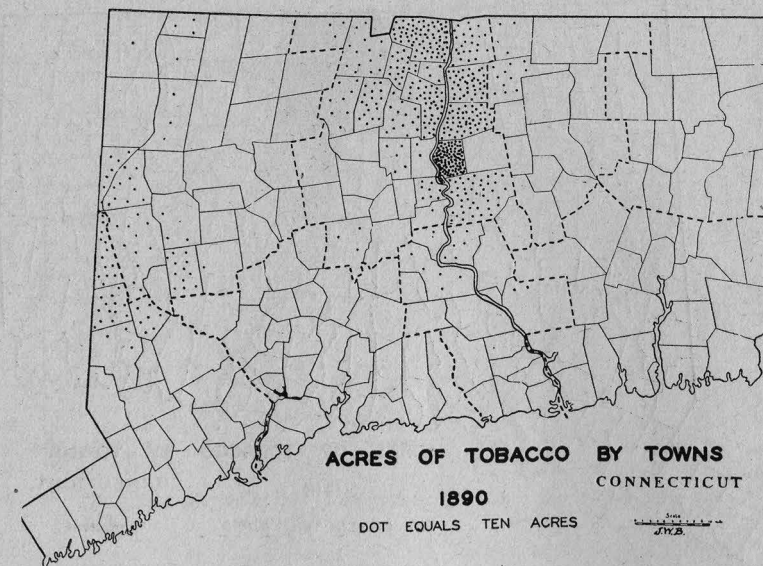 ACRES OF TOBACCO BY TOWNS
CONNECTICUT
1890
DOT EQUALS TEN ACRES
Scale
J.W.B.